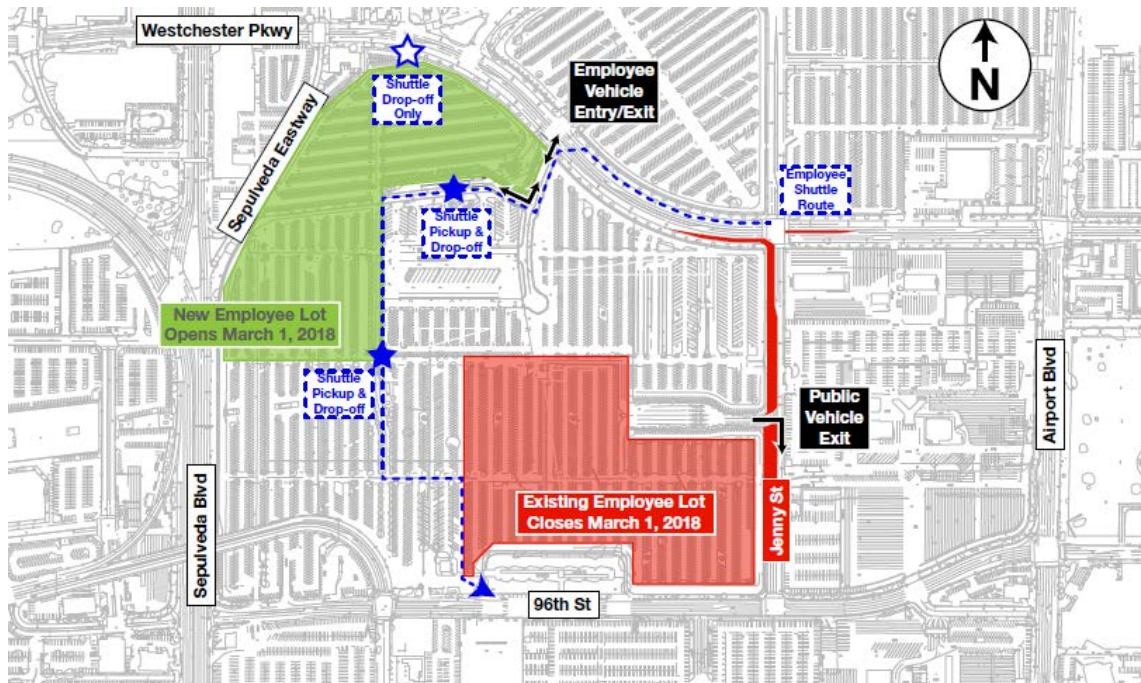 Westchester Pkwy
Shuttle
Drop-off
Only
Employee
Vehicle
Entry/Exit
N
Sepulveda Eastway
Employee
Shuttle
Route
Shuttle
Pickup &
Drop-off
New Employee Lot
Opens March 1, 2018
Shuttle
Pickup &
Drop-off
Public
Vehicle
Exit
Airport Blvd
Existing Employee Lot
Closes March 1, 2018
Jenny St
Sepulveda Blvd
96th St